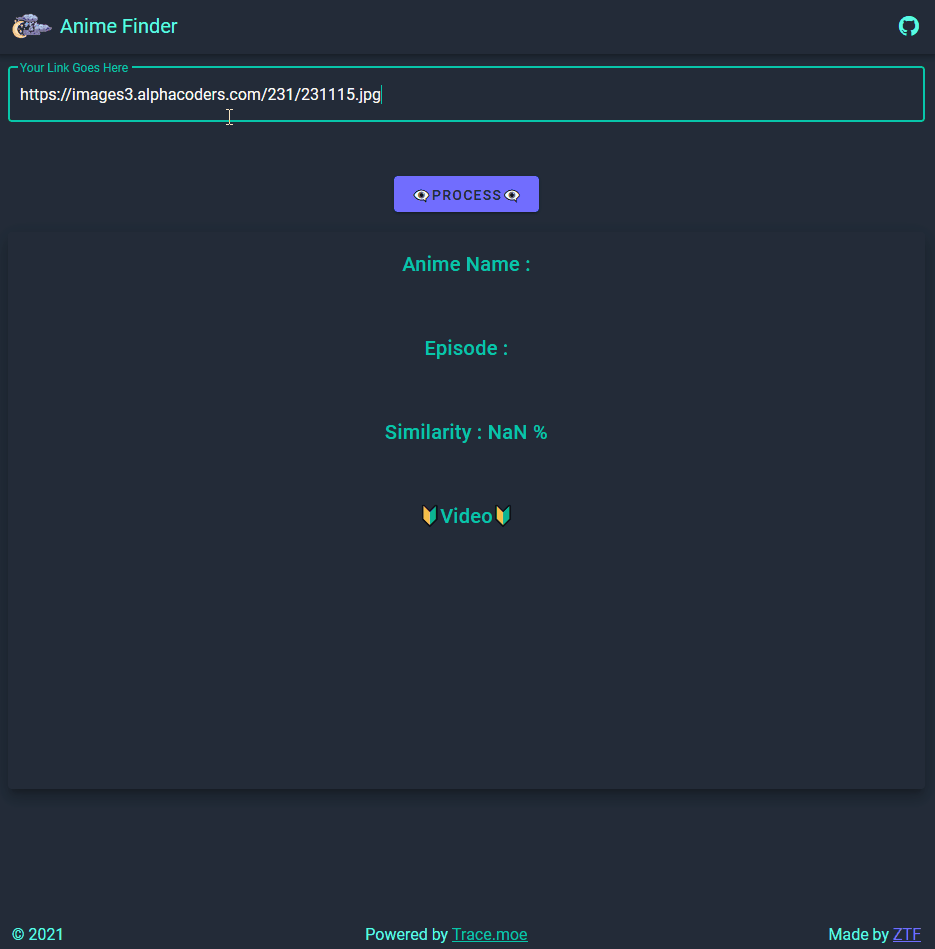 Anime Finder
Your Link Goes Here
https://images3.alphacoders.com/231/231115.jpg
👁️‍🗨️PROCESS👁️‍🗨️
Anime Name :
Episode :
Similarity : NaN %
🔰Video🔰
© 2021 Powered by Trace.moe Made by ZTF